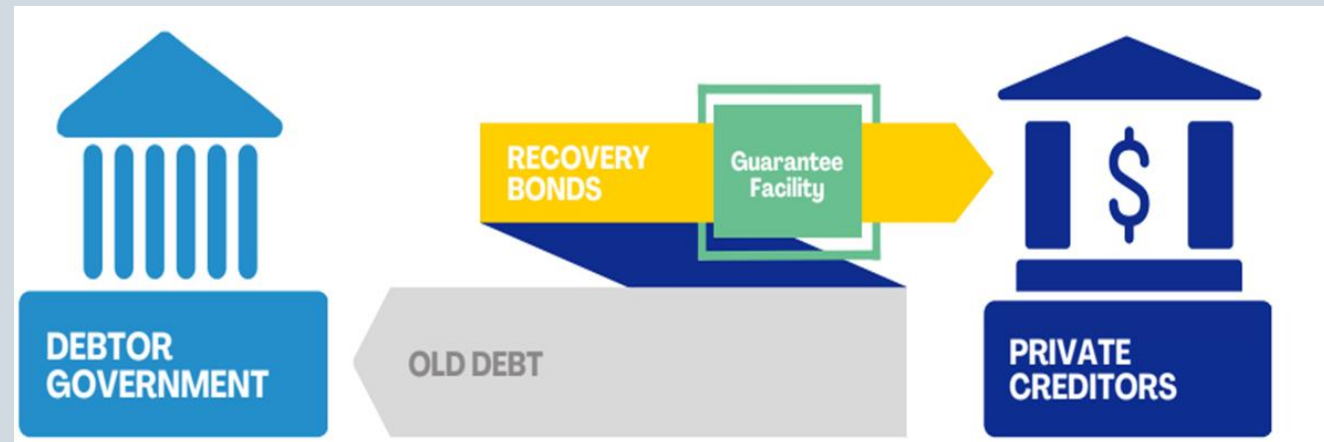 RECOVERY
BONDS
Guarantee
Facility
$
DEBTOR
GOVERNMENT
OLD DEBT
PRIVATE
CREDITORS